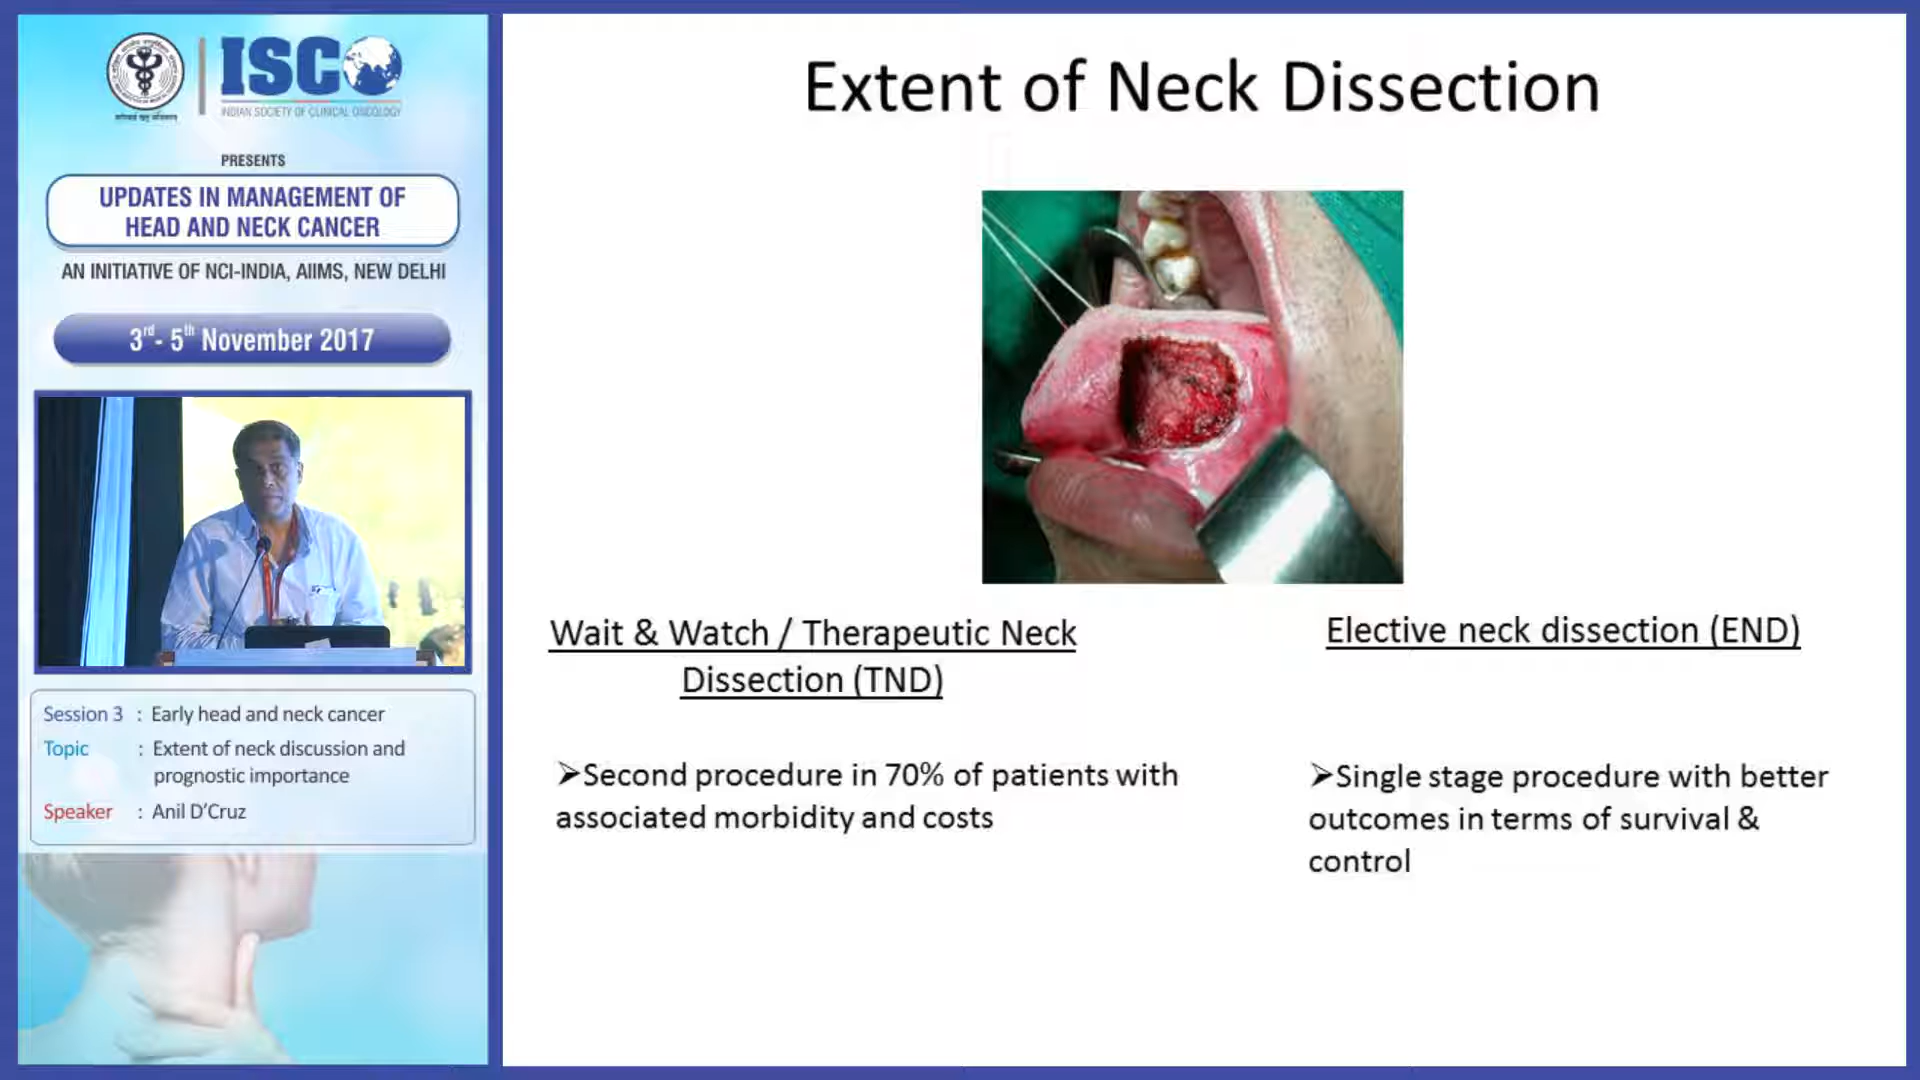 ISCO
INDIAN SOCIETY OF CLINICAL ONCOLOGY
PRESENTS
UPDATES IN MANAGEMENT OF
HEAD AND NECK CANCER
AN INITIATIVE OF NCI-INDIA, AIIMS, NEW DELHI
3rd- 5th November 2017
Session 3 : Early head and neck cancer
Topic : Extent of neck discussion and
prognostic importance
Speaker : Anil D'Cruz
Extent of Neck Dissection
Wait & Watch / Therapeutic Neck
Dissection (TND)
➢Second procedure in 70% of patients with
associated morbidity and costs
Elective neck dissection (END)
➢Single stage procedure with better
outcomes in terms of survival &
control